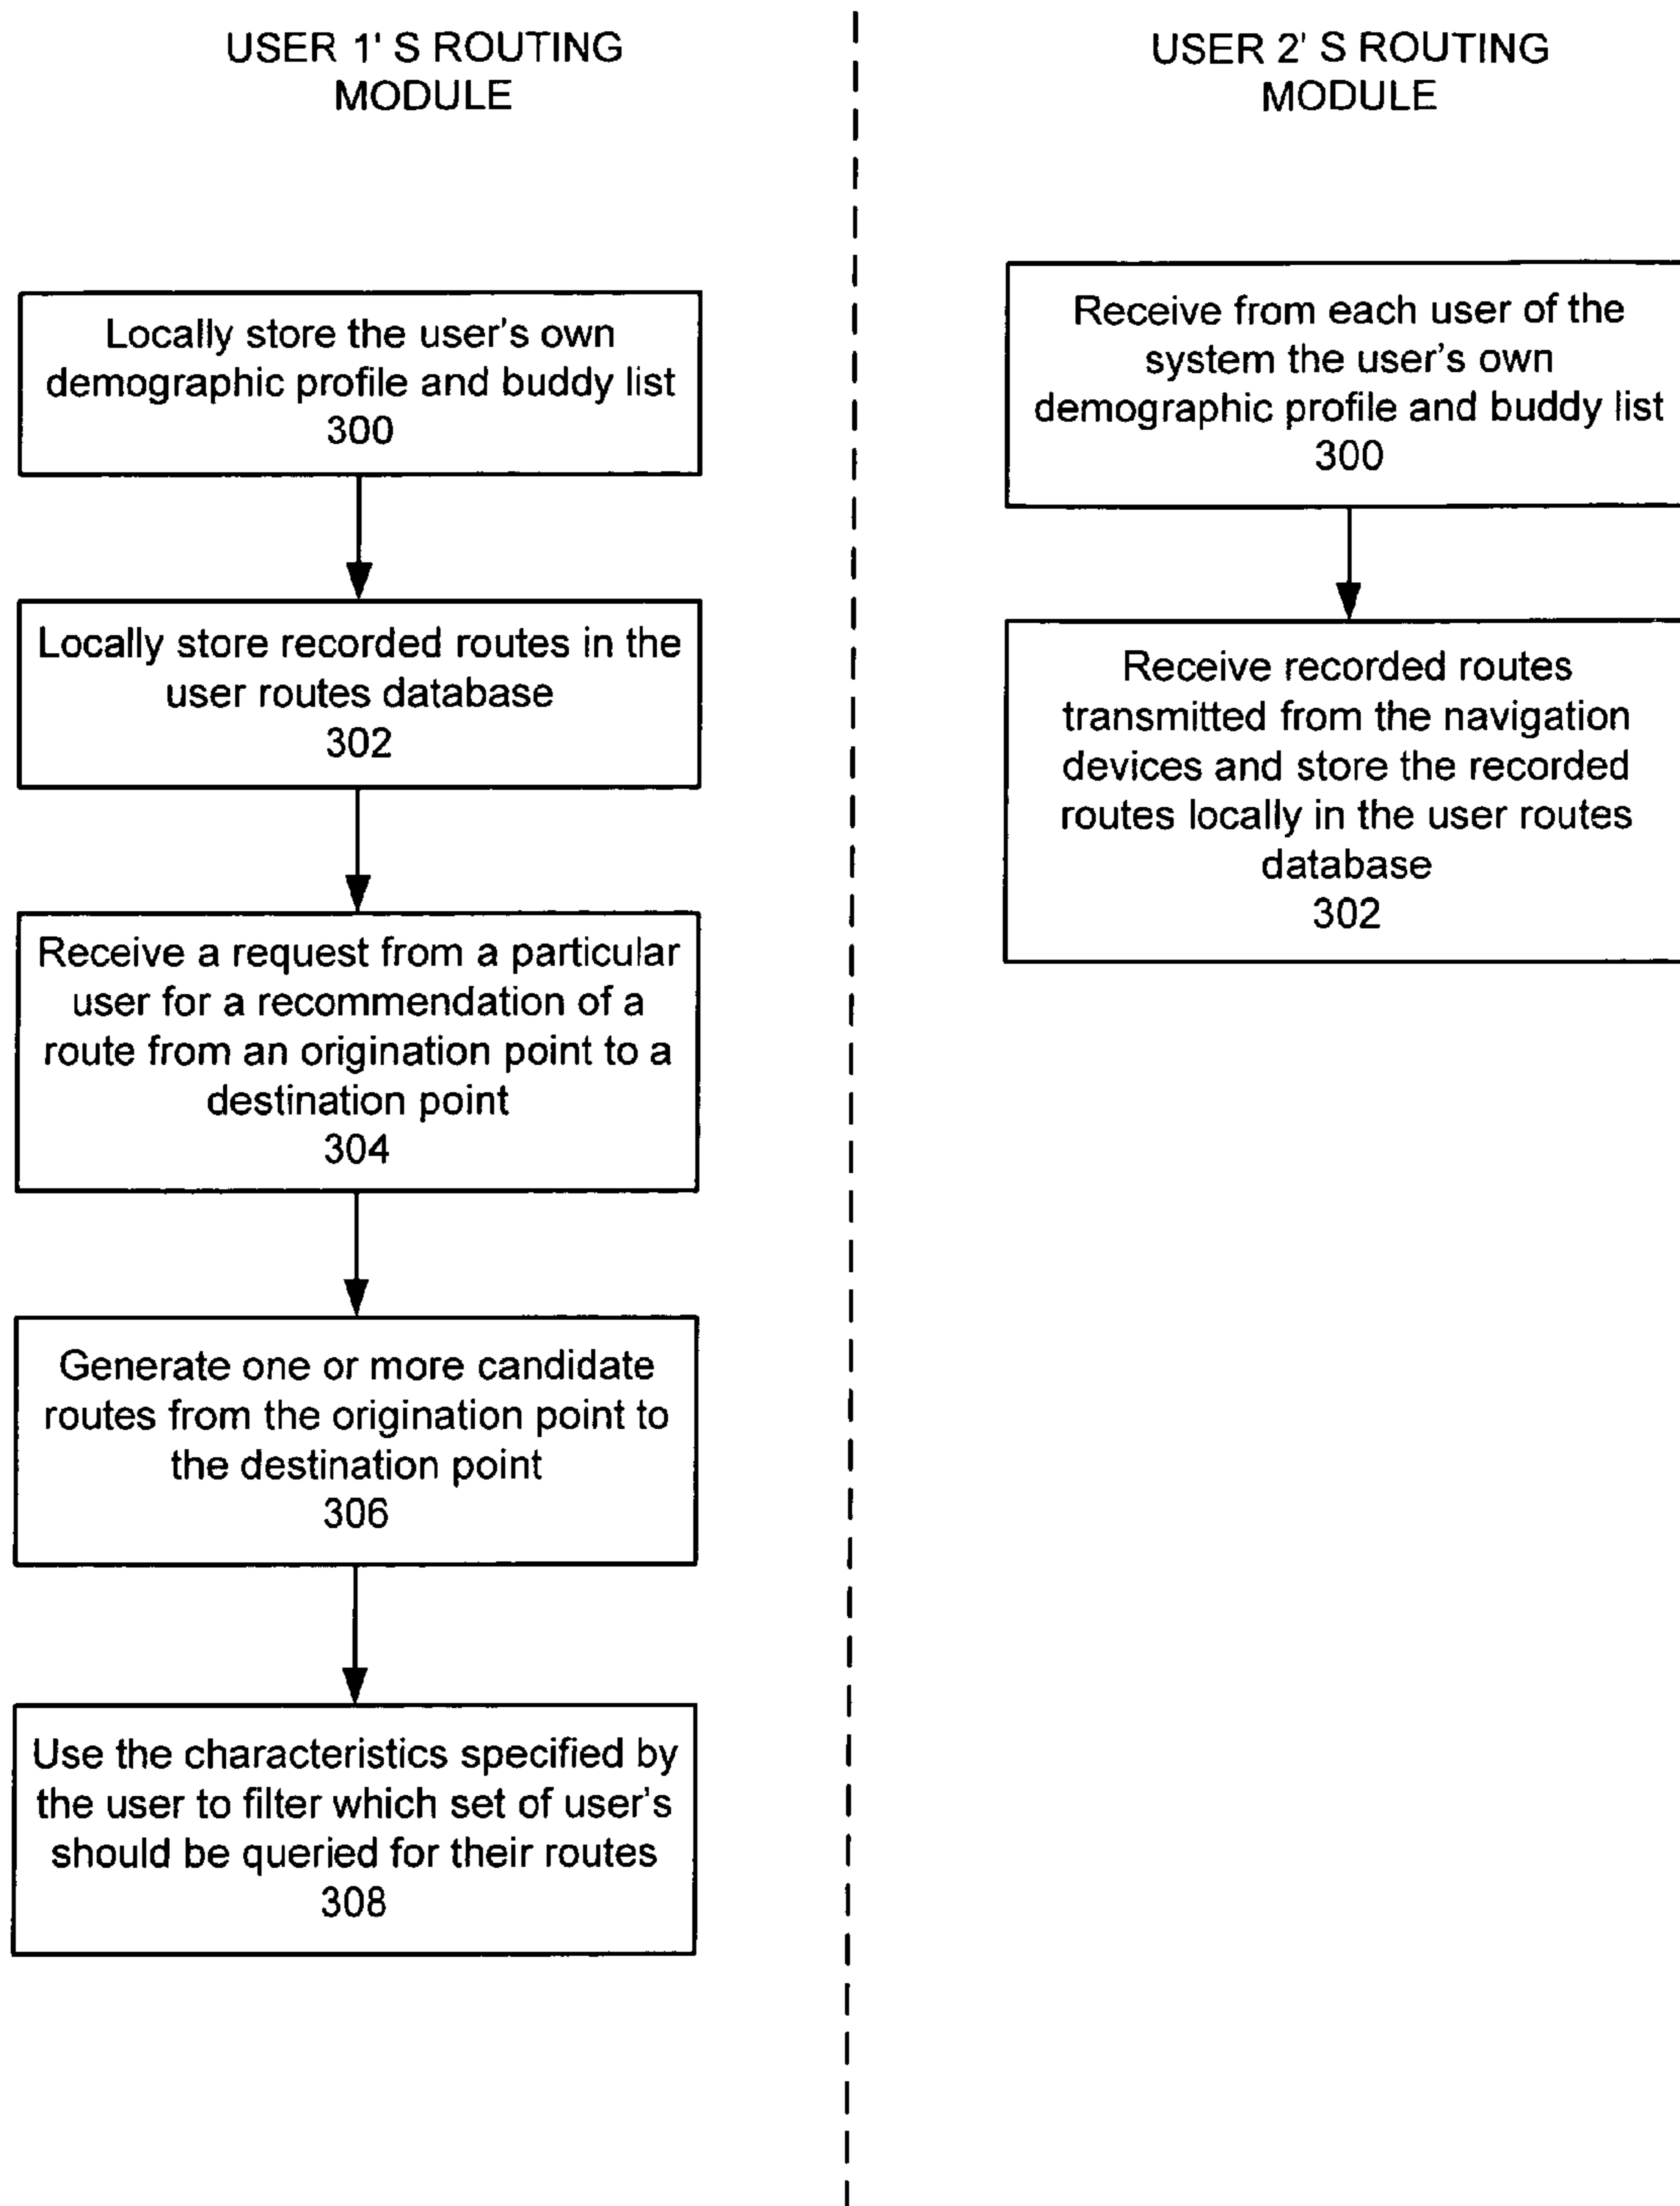 USER 1' S ROUTING
MODULE
Locally store the user's own
demographic profile and buddy list
300
Locally store recorded routes in the
user routes database
302
Receive a request from a particular
user for a recommendation of a
route from an origination point to a
destination point
304
Generate one or more candidate
routes from the origination point to
the destination point
306
Use the characteristics specified by
the user to filter which set of user's
should be queried for their routes
308
USER 2' S ROUTING
MODULE
Receive from each user of the
system the user's own
demographic profile and buddy list
300
Receive recorded routes
transmitted from the navigation
devices and store the recorded
routes locally in the user routes
database
302